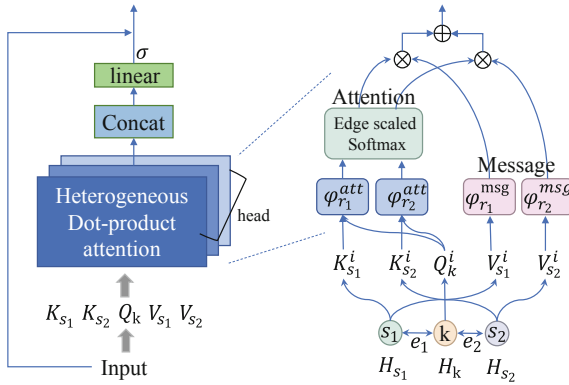 σ
linear
Concat
Heterogeneous
Dot-product
attention
head
K_{s_1} K_{s_2} Q_k V_{s_1} V_{s_2}
Input
Attention
Edge scaled
Softmax
Message
φ_{r_1}^{att} φ_{r_2}^{att} φ_{r_1}^{msg} φ_{r_2}^{msg}
K_{s_1}^i K_{s_2}^i Q_k^i V_{s_1}^i V_{s_2}^i
s_1 e_1 k e_2 s_2
H_{s_1} H_k H_{s_2}